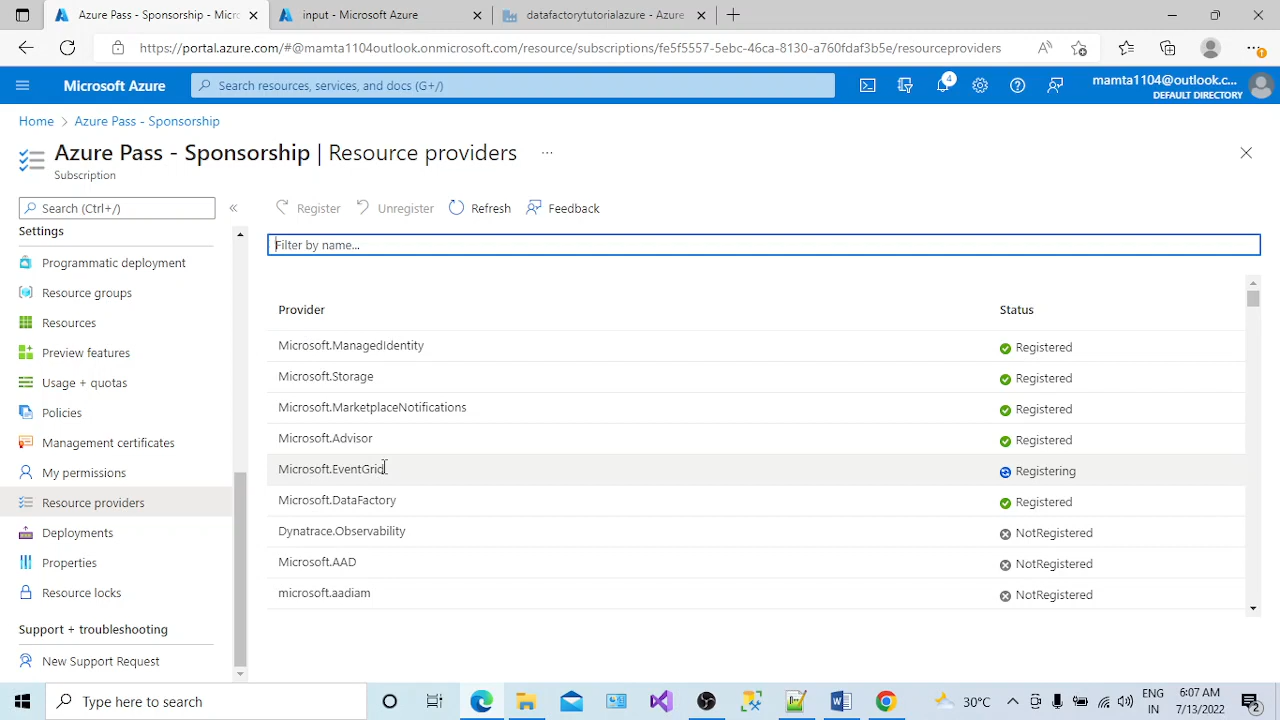 Azure Pass - Sponsorship - Micr
input - Microsoft Azure
datafactorytutorialazure - Azure
https://portal.azure.com/#@mamta1104outlook.onmicrosoft.com/resource/subscriptions/fe5f5557-5ebc-46ca-8130-a760fdaf3b5e/resourceproviders
Microsoft Azure
Search resources, services, and docs (G+/)
4
mamta1104@outlook.c...
DEFAULT DIRECTORY
Home > Azure Pass - Sponsorship
Azure Pass - Sponsorship | Resource providers ...
Subscription
Search (Ctrl+/)
«
Register
Unregister
Refresh
Feedback
Settings
Programmatic deployment
Resource groups
Resources
Preview features
Usage + quotas
Policies
Management certificates
My permissions
Resource providers
Deployments
Properties
Resource locks
Support + troubleshooting
New Support Request
Filter by name...
Provider Status
Microsoft.ManagedIdentity Registered
Microsoft.Storage Registered
Microsoft.MarketplaceNotifications Registered
Microsoft.Advisor Registered
Microsoft.EventGrid Registering
Microsoft.DataFactory Registered
Dynatrace.Observability NotRegistered
Microsoft.AAD NotRegistered
microsoft.aadiam NotRegistered
Type here to search
30°C
ENG
IN
6:07 AM
7/13/2022
2